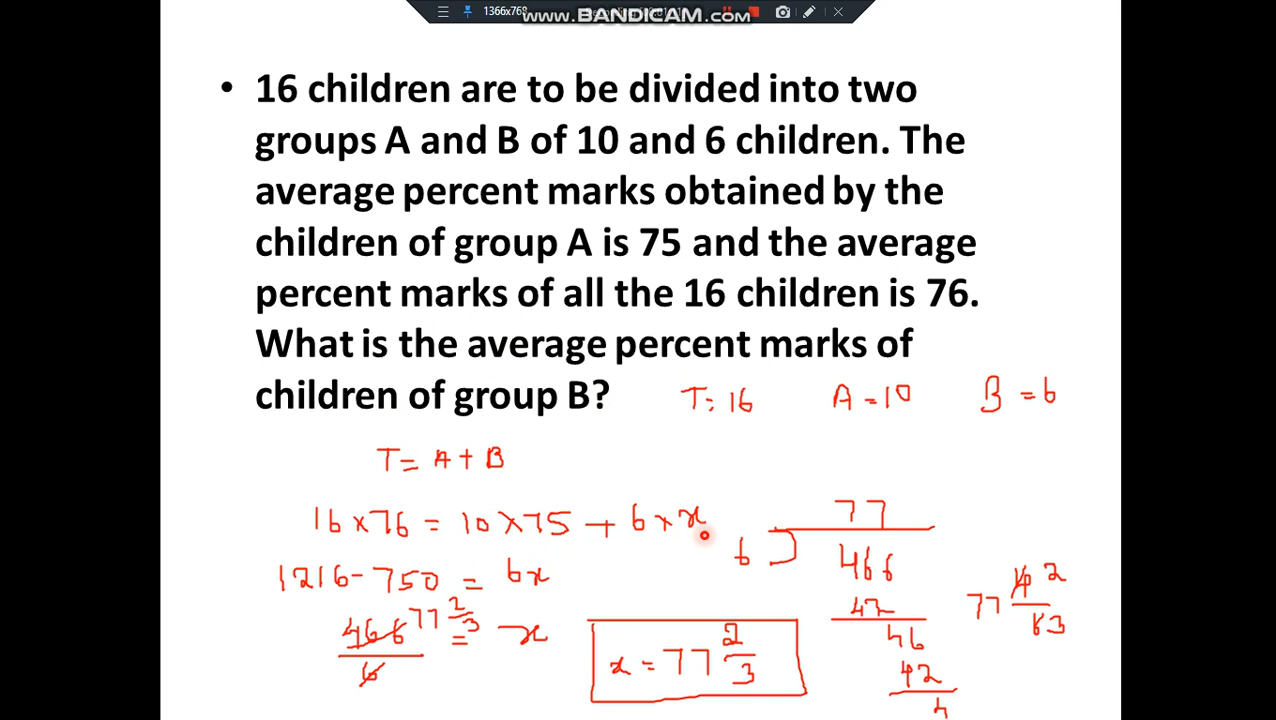 1366x768
www.BANDICAM.com
• 16 children are to be divided into two
groups A and B of 10 and 6 children. The
average percent marks obtained by the
children of group A is 75 and the average
percent marks of all the 16 children is 76.
What is the average percent marks of
children of group B?
T= 16 A = 10 B = 6
T= A + B
16 x 76 = 10 x 75 + 6 x x
1216 - 750 = 6x
466/6 = 77 2/3 = x
x = 77 2/3
77
6 ) 466
42
46
42
4
77 4/6 2/3